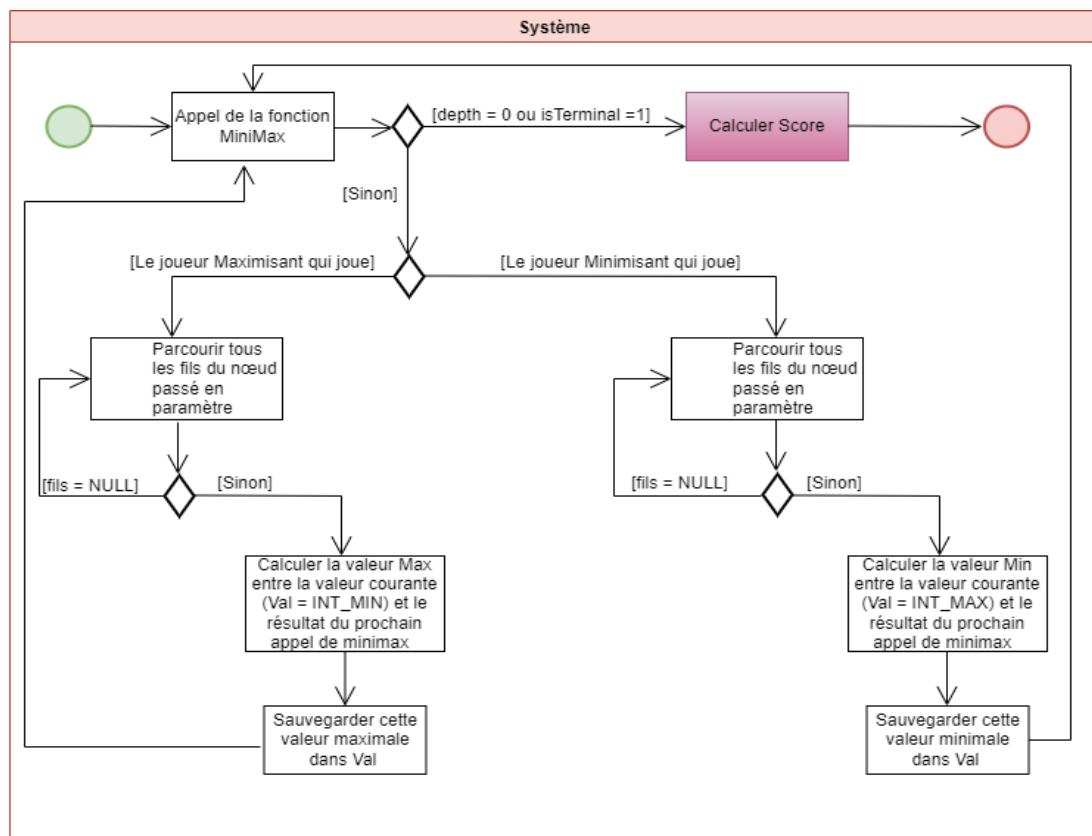 Système
Appel de la fonction
MiniMax
[depth = 0 ou isTerminal =1]
Calculer Score
[Sinon]
[Le joueur Maximisant qui joue]
[Le joueur Minimisant qui joue]
Parcourir tous
les fils du nœud
passé en
paramètre
Parcourir tous
les fils du nœud
passé en
paramètre
[fils = NULL]
[Sinon]
[fils = NULL]
[Sinon]
Calculer la valeur Max
entre la valeur courante
(Val = INT_MIN) et le
résultat du prochain
appel de minimax
Calculer la valeur Min
entre la valeur courante
(Val = INT_MAX) et le
résultat du prochain
appel de minimax
Sauvegarder cette
valeur maximale
dans Val
Sauvegarder cette
valeur minimale
dans Val